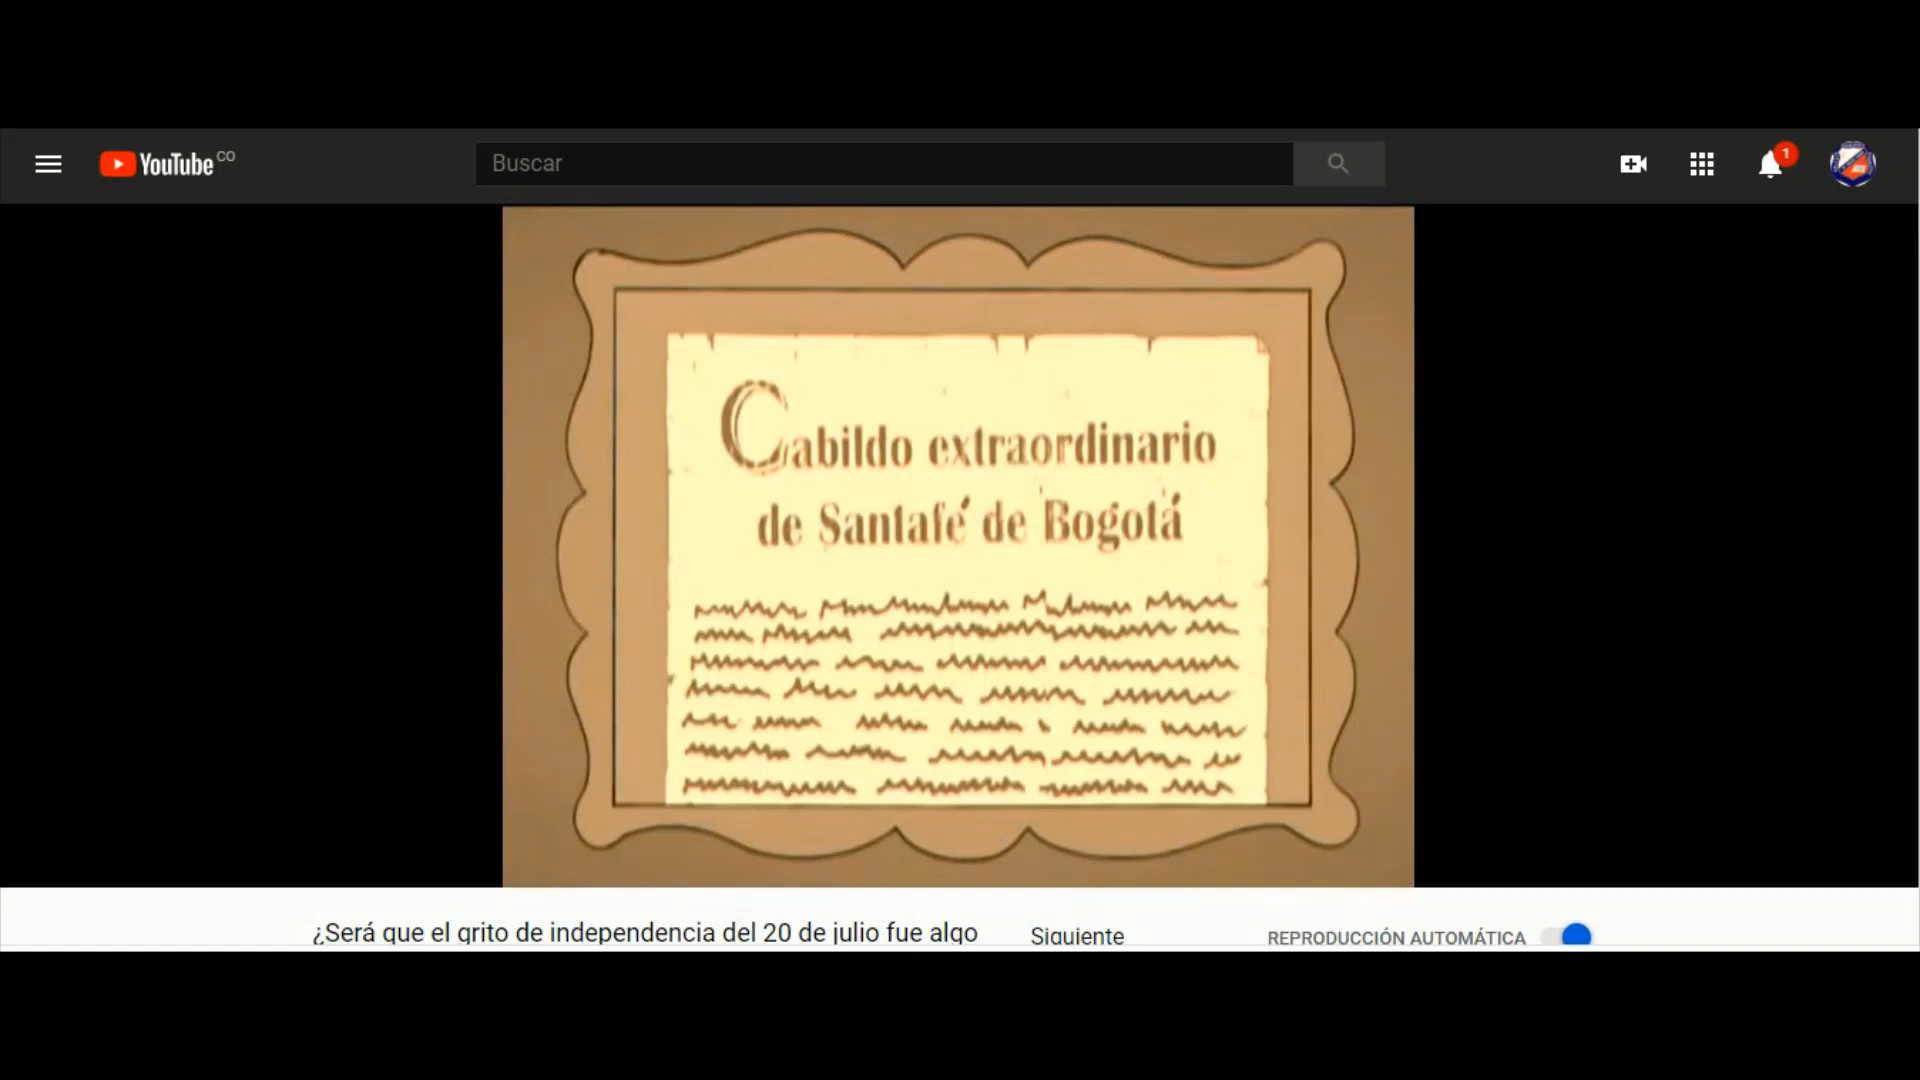 YouTube CO
Buscar
1
Cabildo extraordinario
de Santafé de Bogotá
¿Será que el grito de independencia del 20 de julio fue algo
Siguiente
REPRODUCCIÓN AUTOMÁTICA